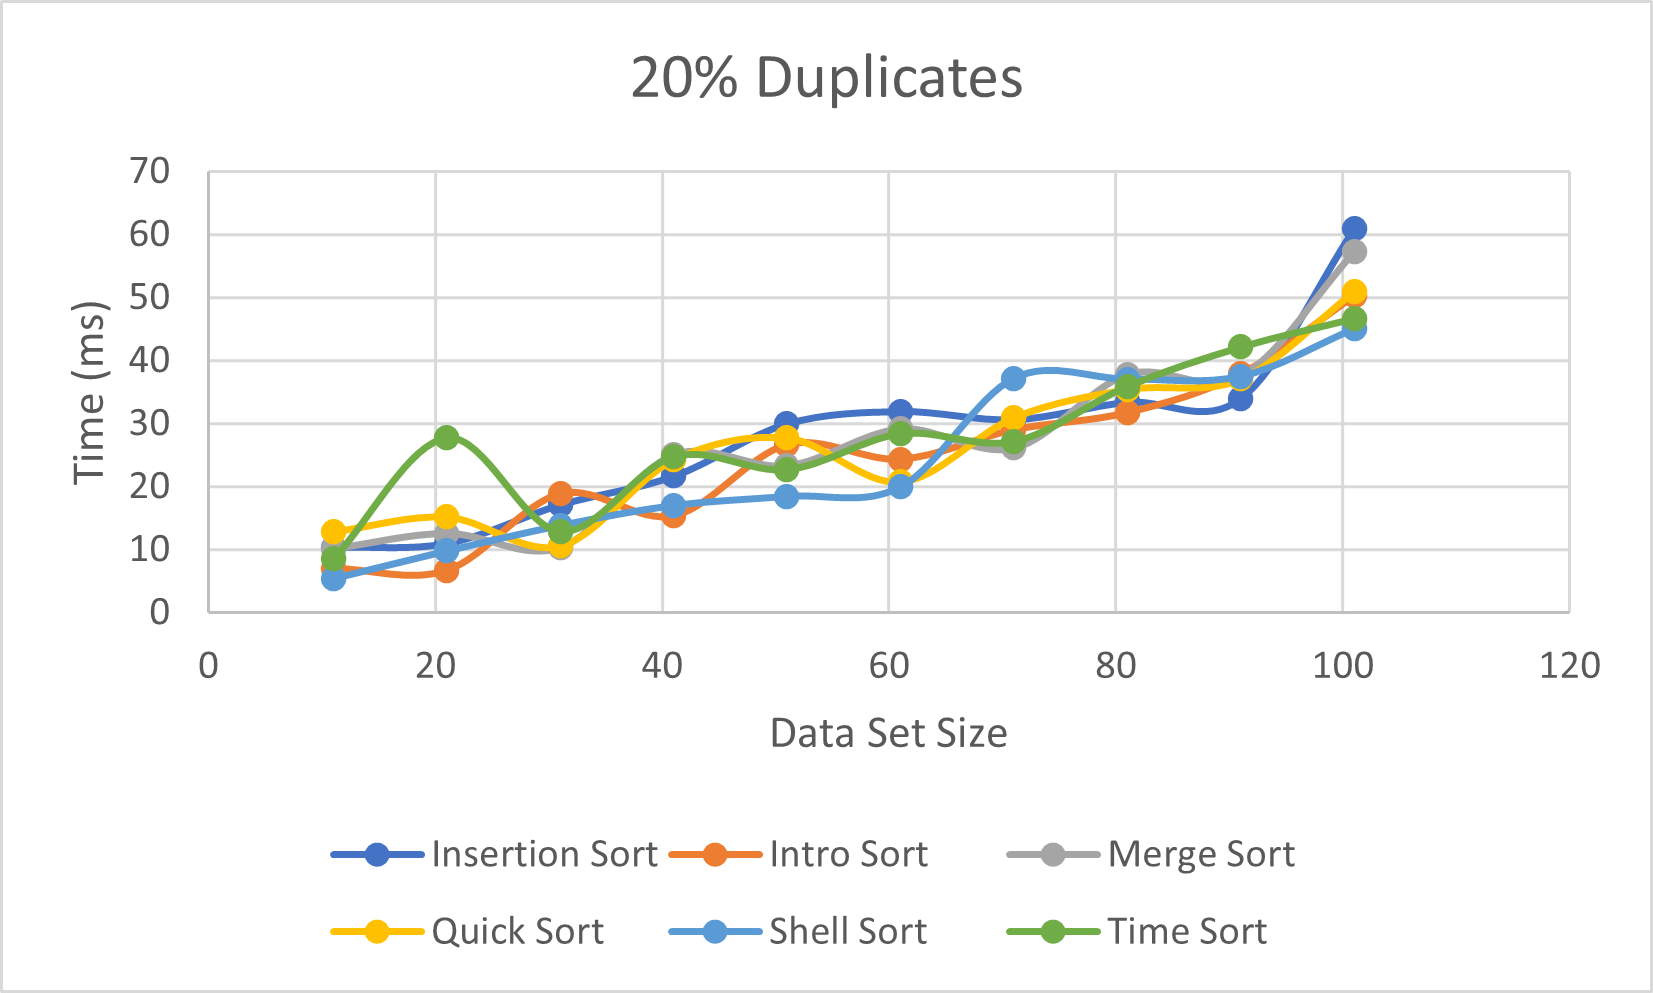 20% Duplicates
70
60
50
40
30
20
10
0
Time (ms)
0 20 40 60 80 100 120
Data Set Size
Insertion Sort Intro Sort Merge Sort
Quick Sort Shell Sort Time Sort